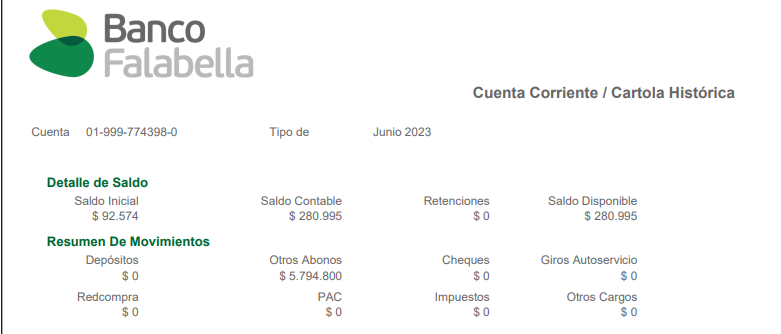 Banco
Falabella
Cuenta Corriente / Cartola Histórica
Cuenta 01-999-774398-0 Tipo de Junio 2023
Detalle de Saldo
Saldo Inicial Saldo Contable Retenciones Saldo Disponible
$ 92.574 $ 280.995 $ 0 $ 280.995
Resumen De Movimientos
Depósitos Otros Abonos Cheques Giros Autoservicio
$ 0 $ 5.794.800 $ 0 $ 0
Redcompra PAC Impuestos Otros Cargos
$ 0 $ 0 $ 0 $ 0